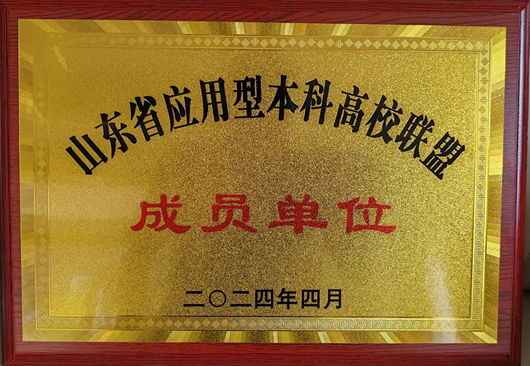 山东省应用型本科高校联盟
成员单位
二〇二四年四月